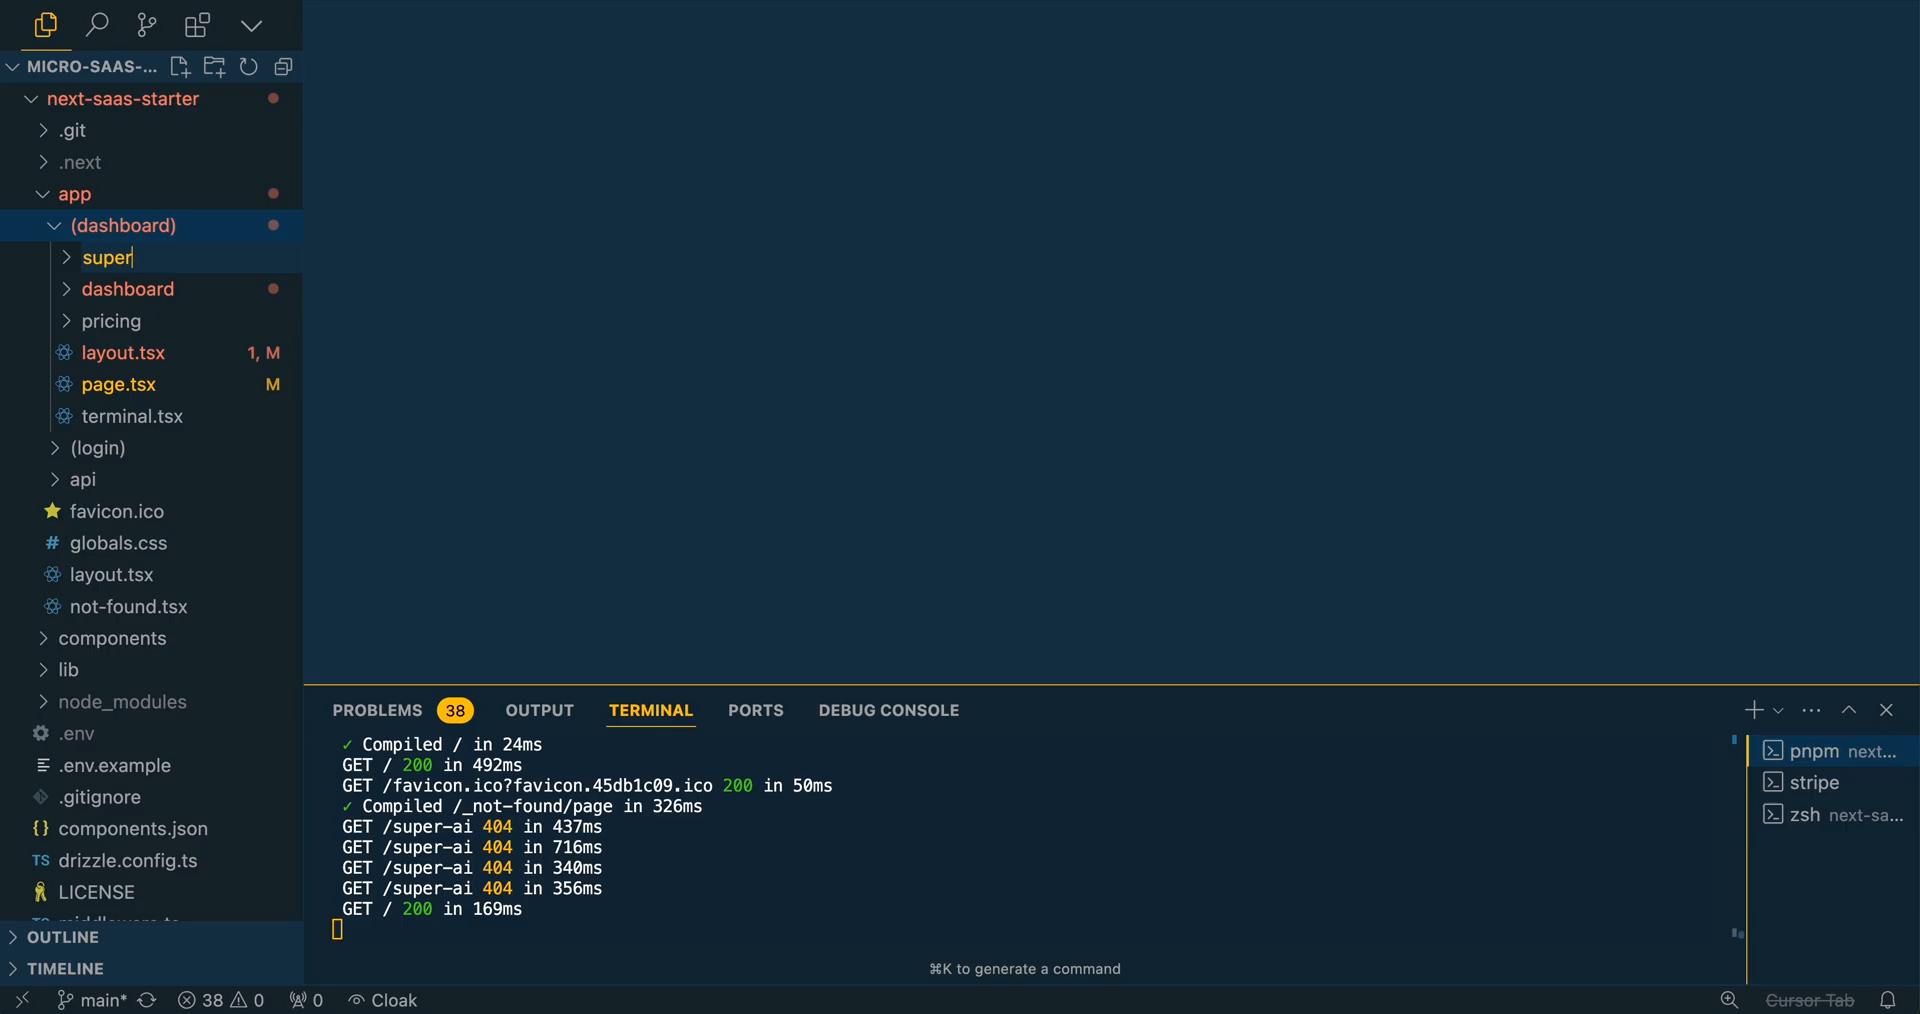 MICRO-SAAS-...
next-saas-starter
.git
.next
app
(dashboard)
super
dashboard
pricing
layout.tsx 1, M
page.tsx M
terminal.tsx
(login)
api
favicon.ico
# globals.css
layout.tsx
not-found.tsx
components
lib
node_modules
.env
.env.example
.gitignore
{} components.json
TS drizzle.config.ts
LICENSE
OUTLINE
TIMELINE
PROBLEMS 38 OUTPUT TERMINAL PORTS DEBUG CONSOLE
✓ Compiled / in 24ms
GET / 200 in 492ms
GET /favicon.ico?favicon.45db1c09.ico 200 in 50ms
✓ Compiled /_not-found/page in 326ms
GET /super-ai 404 in 437ms
GET /super-ai 404 in 716ms
GET /super-ai 404 in 340ms
GET /super-ai 404 in 356ms
GET / 200 in 169ms
⌘K to generate a command
pnpm next...
stripe
zsh next-sa...
main* 38 0 0 Cloak
Cursor Tab